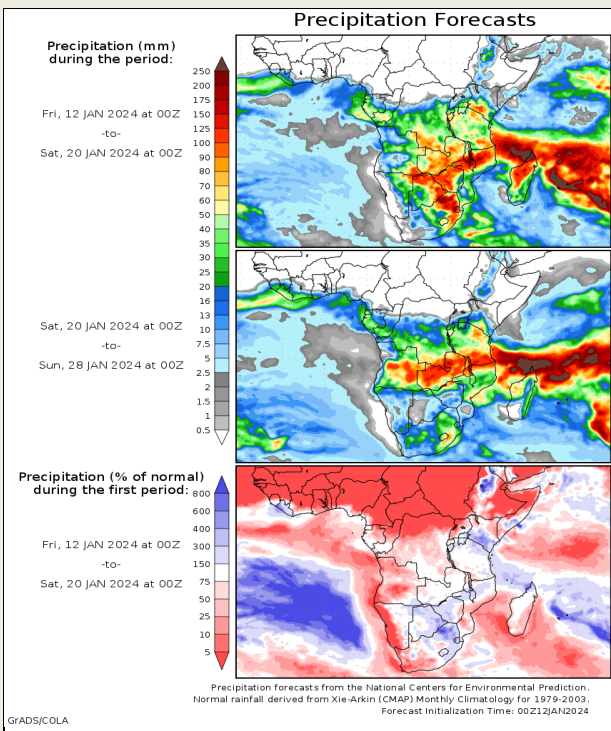 Precipitation Forecasts
Precipitation (mm)
during the period:
Fri, 12 JAN 2024 at 00Z
-to-
Sat, 20 JAN 2024 at 00Z
250
200
175
150
125
100
90
80
70
60
50
40
35
30
25
20
16
13
10
7.5
5
2.5
2
1.5
1
0.5
Sat, 20 JAN 2024 at 00Z
-to-
Sun, 28 JAN 2024 at 00Z
Precipitation (% of normal)
during the first period:
Fri, 12 JAN 2024 at 00Z
-to-
Sat, 20 JAN 2024 at 00Z
800
600
400
300
150
75
50
25
10
5
Precipitation forecasts from the National Centers for Environmental Prediction.
Normal rainfall derived from Xie-Arkin (CMAP) Monthly Climatology for 1979-2003.
Forecast Initialization Time: 00Z12JAN2024
GrADS/COLA